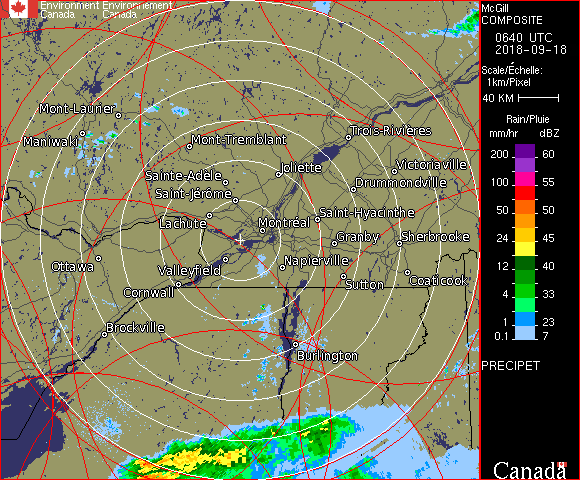 Environment Environnement
Canada Canada
McGill
COMPOSITE
0640 UTC
2018-09-18
Scale/Échelle:
1km/Pixel
40 KM
Rain/Pluie
mm/hr dBZ
200 60
100 55
50 50
24 45
12 40
4 33
1 23
0.1 7
PRECIPET
Canada
Mont-Laurier
Maniwaki
Mont-Tremblant
Trois-Rivières
Sainte-Adèle
Joliette
Victoriaville
Saint-Jérôme
Drummondville
Lachute
Montréal
Saint-Hyacinthe
Granby
Sherbrooke
Ottawa
Valleyfield
Napierville
Cornwall
Sutton
Coaticook
Brockville
Burlington